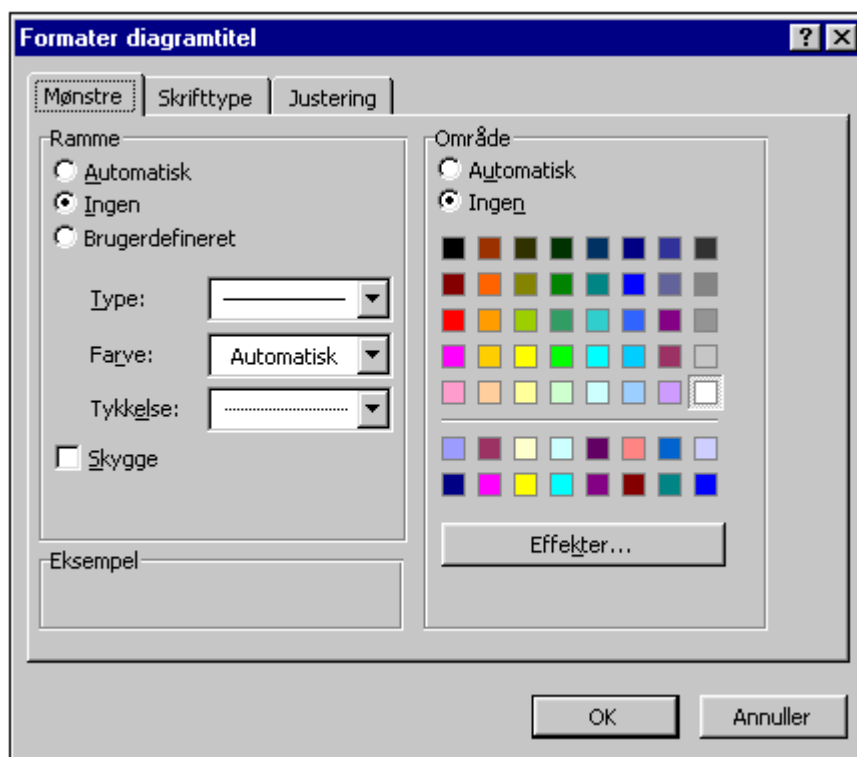 Formater diagramtitel
Mønstre Skrifttype Justering
Ramme
Automatisk
Ingen
Brugerdefineret
Type:
Farve: Automatisk
Tykkelse:
Skygge
Eksempel
Område
Automatisk
Ingen
Effekter...
OK Annuller